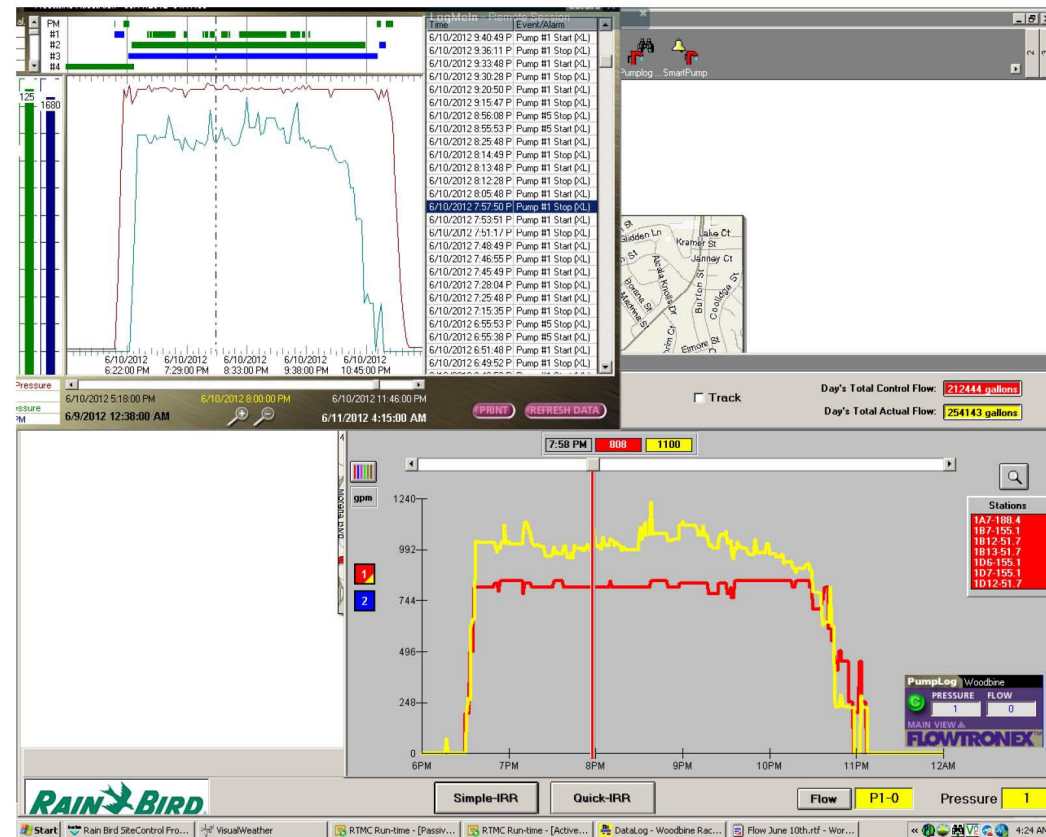 LogMeIn - Remote Session
PM
#1
#2
#3
#4
125
1680
Time Event/Alarm
6/10/2012 9:40:49 P Pump #1 Start (XL)
6/10/2012 9:36:11 P Pump #1 Stop (XL)
6/10/2012 9:33:48 P Pump #1 Start (XL)
6/10/2012 9:30:28 P Pump #1 Stop (XL)
6/10/2012 9:20:50 P Pump #1 Start (XL)
6/10/2012 9:15:47 P Pump #1 Stop (XL)
6/10/2012 8:56:08 P Pump #5 Stop (XL)
6/10/2012 8:55:53 P Pump #5 Start (XL)
6/10/2012 8:25:48 P Pump #1 Start (XL)
6/10/2012 8:14:49 P Pump #1 Stop (XL)
6/10/2012 8:13:48 P Pump #1 Start (XL)
6/10/2012 8:12:28 P Pump #1 Stop (XL)
6/10/2012 8:05:48 P Pump #1 Start (XL)
6/10/2012 7:57:50 P Pump #1 Stop (XL)
6/10/2012 7:53:51 P Pump #1 Start (XL)
6/10/2012 7:51:17 P Pump #1 Stop (XL)
6/10/2012 7:48:49 P Pump #1 Start (XL)
6/10/2012 7:46:55 P Pump #1 Stop (XL)
6/10/2012 7:45:49 P Pump #1 Start (XL)
6/10/2012 7:28:04 P Pump #1 Stop (XL)
6/10/2012 7:25:48 P Pump #1 Start (XL)
6/10/2012 7:15:35 P Pump #1 Stop (XL)
6/10/2012 6:55:53 P Pump #5 Stop (XL)
6/10/2012 6:55:38 P Pump #5 Start (XL)
6/10/2012 6:51:48 P Pump #1 Start (XL)
6/10/2012 6:49:52 P Pump #1 Stop (XL)
6/10/2012 6/10/2012 6/10/2012 6/10/2012 6/10/2012
6:22:00 PM 7:29:00 PM 8:33:00 PM 9:38:00 PM 10:45:00 PM
Pressure
6/10/2012 5:18:00 PM 6/10/2012 8:00:00 PM 6/10/2012 11:46:00 PM
6/9/2012 12:38:00 AM 6/11/2012 4:15:00 AM
PRINT REFRESH DATA
Pumplog ... SmartPump
Glidden Ln
Lake Ct
Kramer St
Janney Ct
Alcala Knolls Dr
Burton St
Coolidge St
Elmore St
Track
Day's Total Control Flow: 212444 gallons
Day's Total Actual Flow: 254143 gallons
7:58 PM 808 1100
gpm
1
2
1240
992
744
496
248
0
6PM 7PM 8PM 9PM 10PM 11PM 12AM
Stations
1A7-188.4
1B7-155.1
1B12-51.7
1B13-51.7
1D6-155.1
1D7-155.1
1D12-51.7
PumpLog Woodbine
PRESSURE FLOW
1 0
MAIN VIEW
FLOWTRONEX
RAIN BIRD
Simple-IRR Quick-IRR Flow P1-0 Pressure 1
Start Rain Bird SiteControl Fro... VisualWeather RTMC Run-time - [Passiv... RTMC Run-time - [Active... DataLog - Woodbine Rac... Flow June 10th.rtf - Wor... 4:24 AM